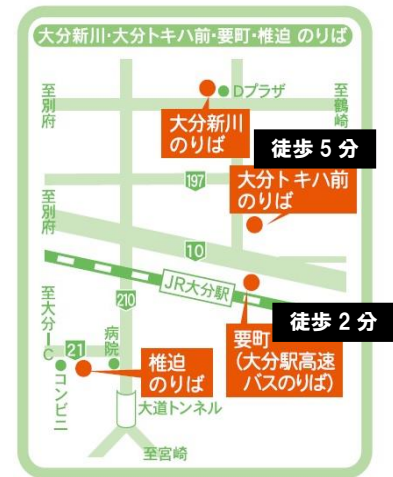 大分新川・大分トキハ前・要町・椎迫 のりば
至別府
Dプラザ
至鶴崎
大分新川
のりば
徒歩5分
197
大分トキハ前
のりば
至別府
10
JR大分駅
210
至大分IC
徒歩2分
21
病院
要町
(大分駅高速
バスのりば)
椎迫
のりば
コンビニ
大道トンネル
至宮崎